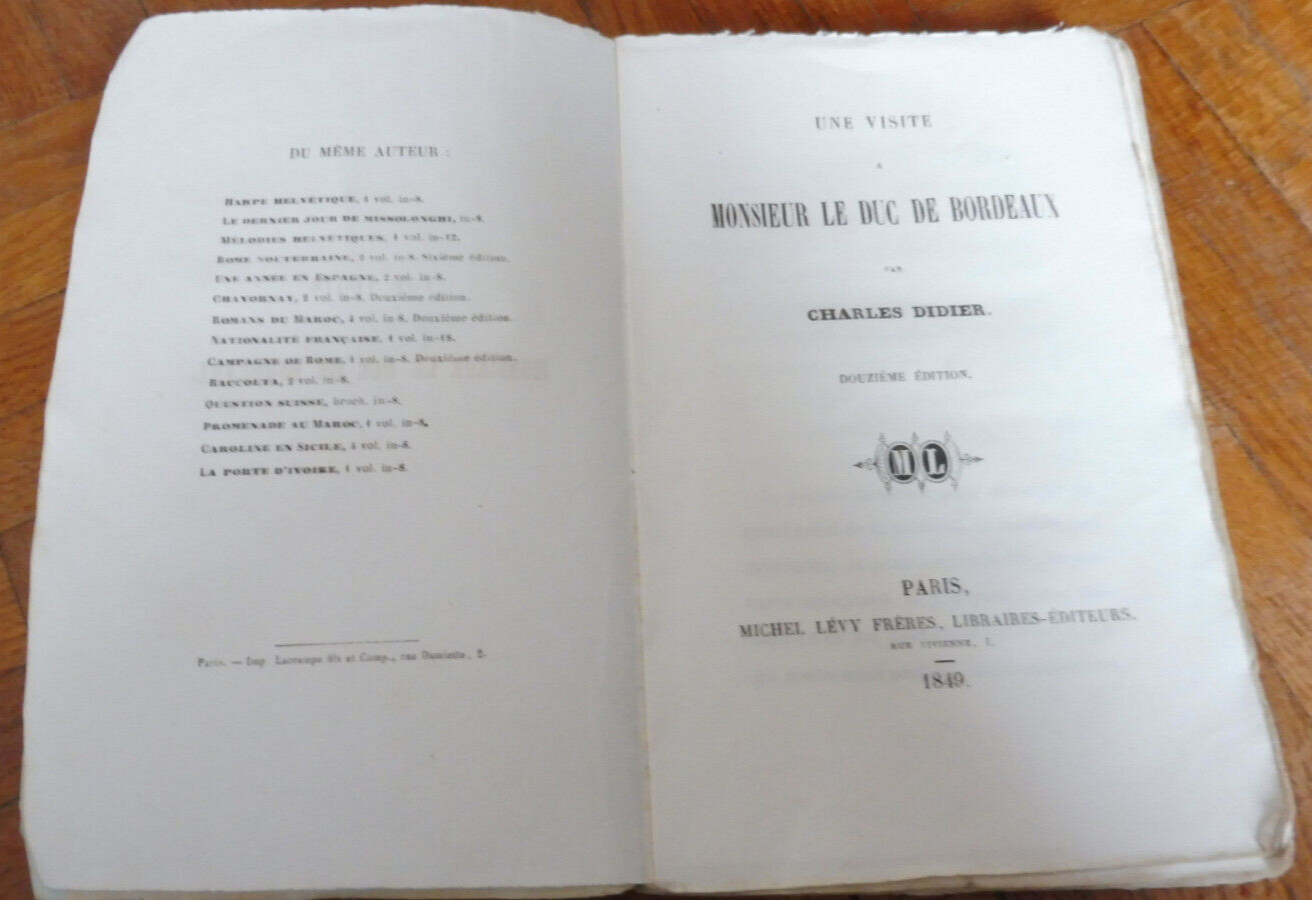 DU MÊME AUTEUR :
HARPE HELVÉTIQUE, 1 vol. in-8.
LE DERNIER JOUR DE MISSOLONGHI, in-8.
MÉLODIES HELVÉTIQUES, 1 vol. in-12.
ROME SOUTERRAINE, 2 vol. in-8. Sixième édition.
UNE ANNÉE EN ESPAGNE, 2 vol. in-8.
CHAVORNAY, 2 vol. in-8. Deuxième édition.
ROMANS DU MAROC, 4 vol. in-8. Deuxième édition.
NATIONALITÉ FRANÇAISE, 1 vol. in-18.
CAMPAGNE DE ROME, 1 vol. in-8. Deuxième édition.
RACCOLTA, 2 vol. in-8.
QUESTION SUISSE, broch. in-8.
PROMENADE AU MAROC, 1 vol. in-8.
CAROLINE EN SICILE, 4 vol. in-8.
LA PORTE D'IVOIRE, 1 vol. in-8.
Paris. — Imp. Lacrampe fils et Comp., rue Damiette, 2.
UNE VISITE
A
MONSIEUR LE DUC DE BORDEAUX
PAR
CHARLES DIDIER.
DOUZIÈME ÉDITION.
ML
PARIS,
MICHEL LÉVY FRÈRES, LIBRAIRES-ÉDITEURS.
RUE VIVIENNE, 1.
1849.